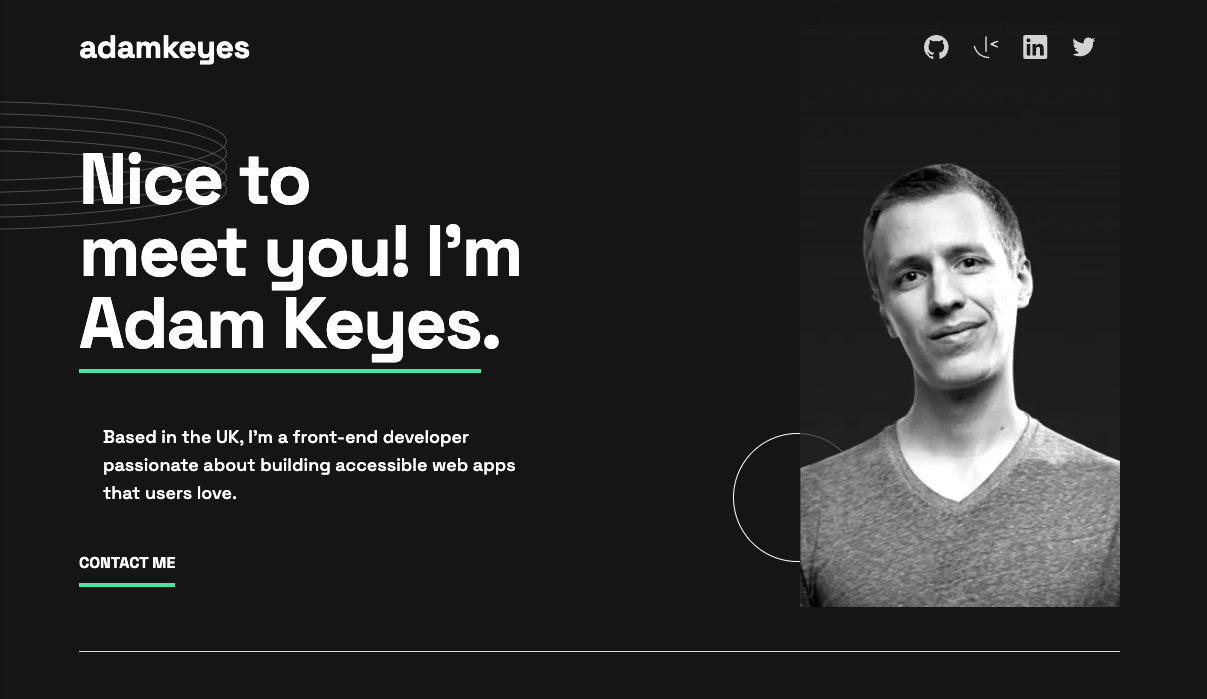 adamkeyes
Nice to
meet you! I’m
Adam Keyes.
Based in the UK, I’m a front-end developer
passionate about building accessible web apps
that users love.
CONTACT ME